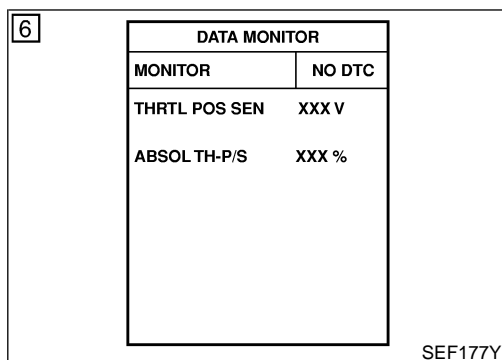 6
DATA MONITOR
MONITOR NO DTC
THRTL POS SEN XXX V
ABSOL TH-P/S XXX %
SEF177Y